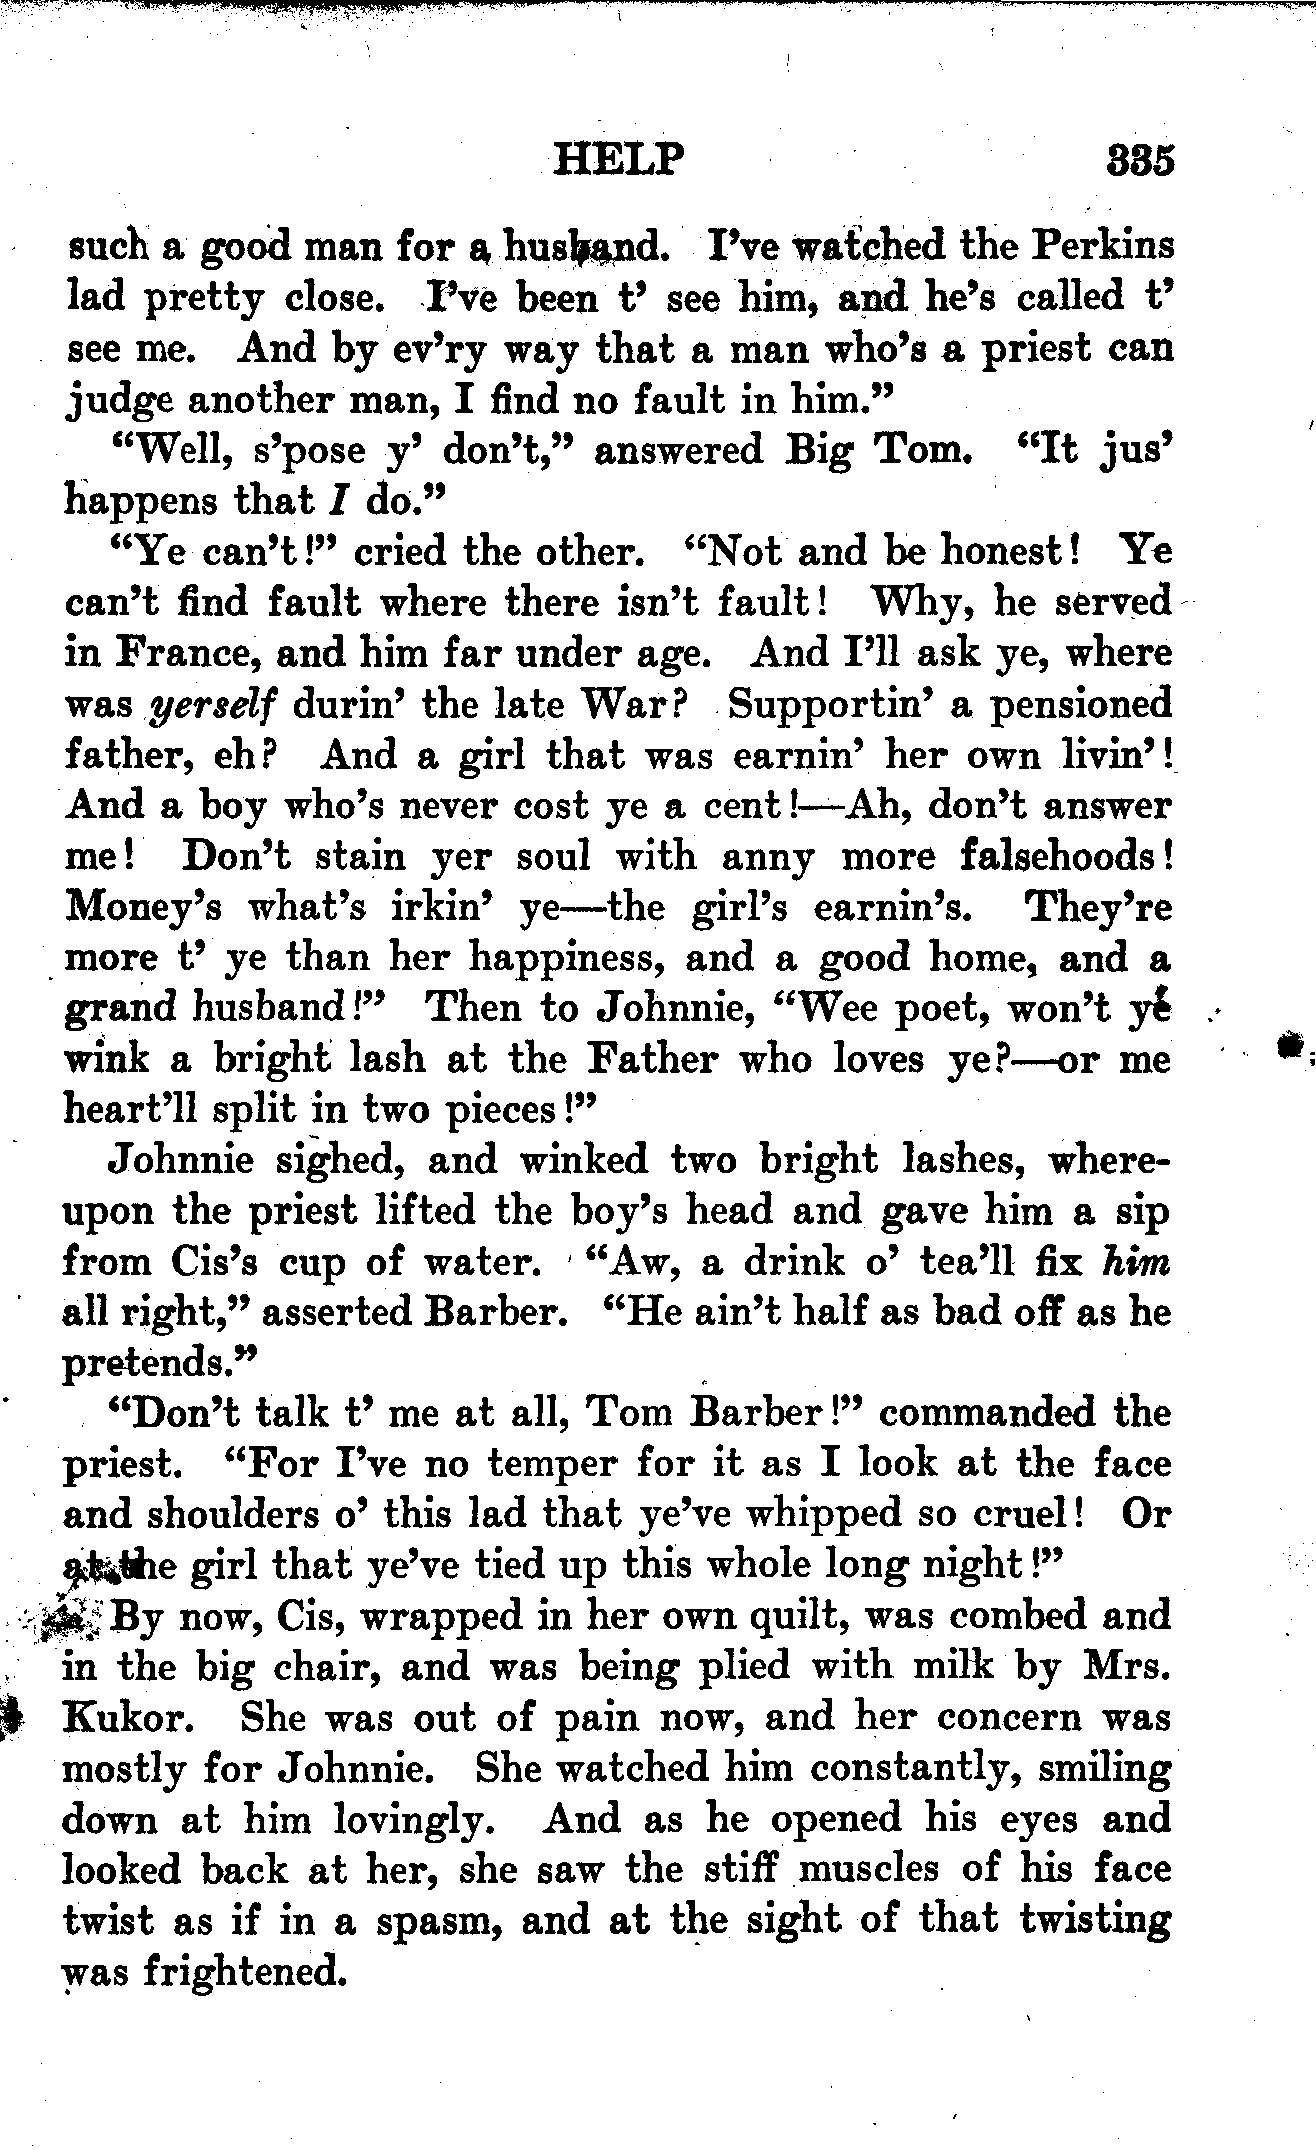 HELP 335
such a good man for a husband. I've watched the Perkins
lad pretty close. I've been t' see him, and he's called t'
see me. And by ev'ry way that a man who's a priest can
judge another man, I find no fault in him."
"Well, s'pose y' don't," answered Big Tom. "It jus'
happens that I do."
"Ye can't!" cried the other. "Not and be honest! Ye
can't find fault where there isn't fault! Why, he served
in France, and him far under age. And I'll ask ye, where
was yerself durin' the late War? Supportin' a pensioned
father, eh? And a girl that was earnin' her own livin'!
And a boy who's never cost ye a cent!—Ah, don't answer
me! Don't stain yer soul with anny more falsehoods!
Money's what's irkin' ye—the girl's earnin's. They're
more t' ye than her happiness, and a good home, and a
grand husband!" Then to Johnnie, "Wee poet, won't ye
wink a bright lash at the Father who loves ye?—or me
heart'll split in two pieces!"
Johnnie sighed, and winked two bright lashes, where-
upon the priest lifted the boy's head and gave him a sip
from Cis's cup of water. "Aw, a drink o' tea'll fix him
all right," asserted Barber. "He ain't half as bad off as he
pretends."
"Don't talk t' me at all, Tom Barber!" commanded the
priest. "For I've no temper for it as I look at the face
and shoulders o' this lad that ye've whipped so cruel! Or
at the girl that ye've tied up this whole long night!"
By now, Cis, wrapped in her own quilt, was combed and
in the big chair, and was being plied with milk by Mrs.
Kukor. She was out of pain now, and her concern was
mostly for Johnnie. She watched him constantly, smiling
down at him lovingly. And as he opened his eyes and
looked back at her, she saw the stiff muscles of his face
twist as if in a spasm, and at the sight of that twisting
was frightened.